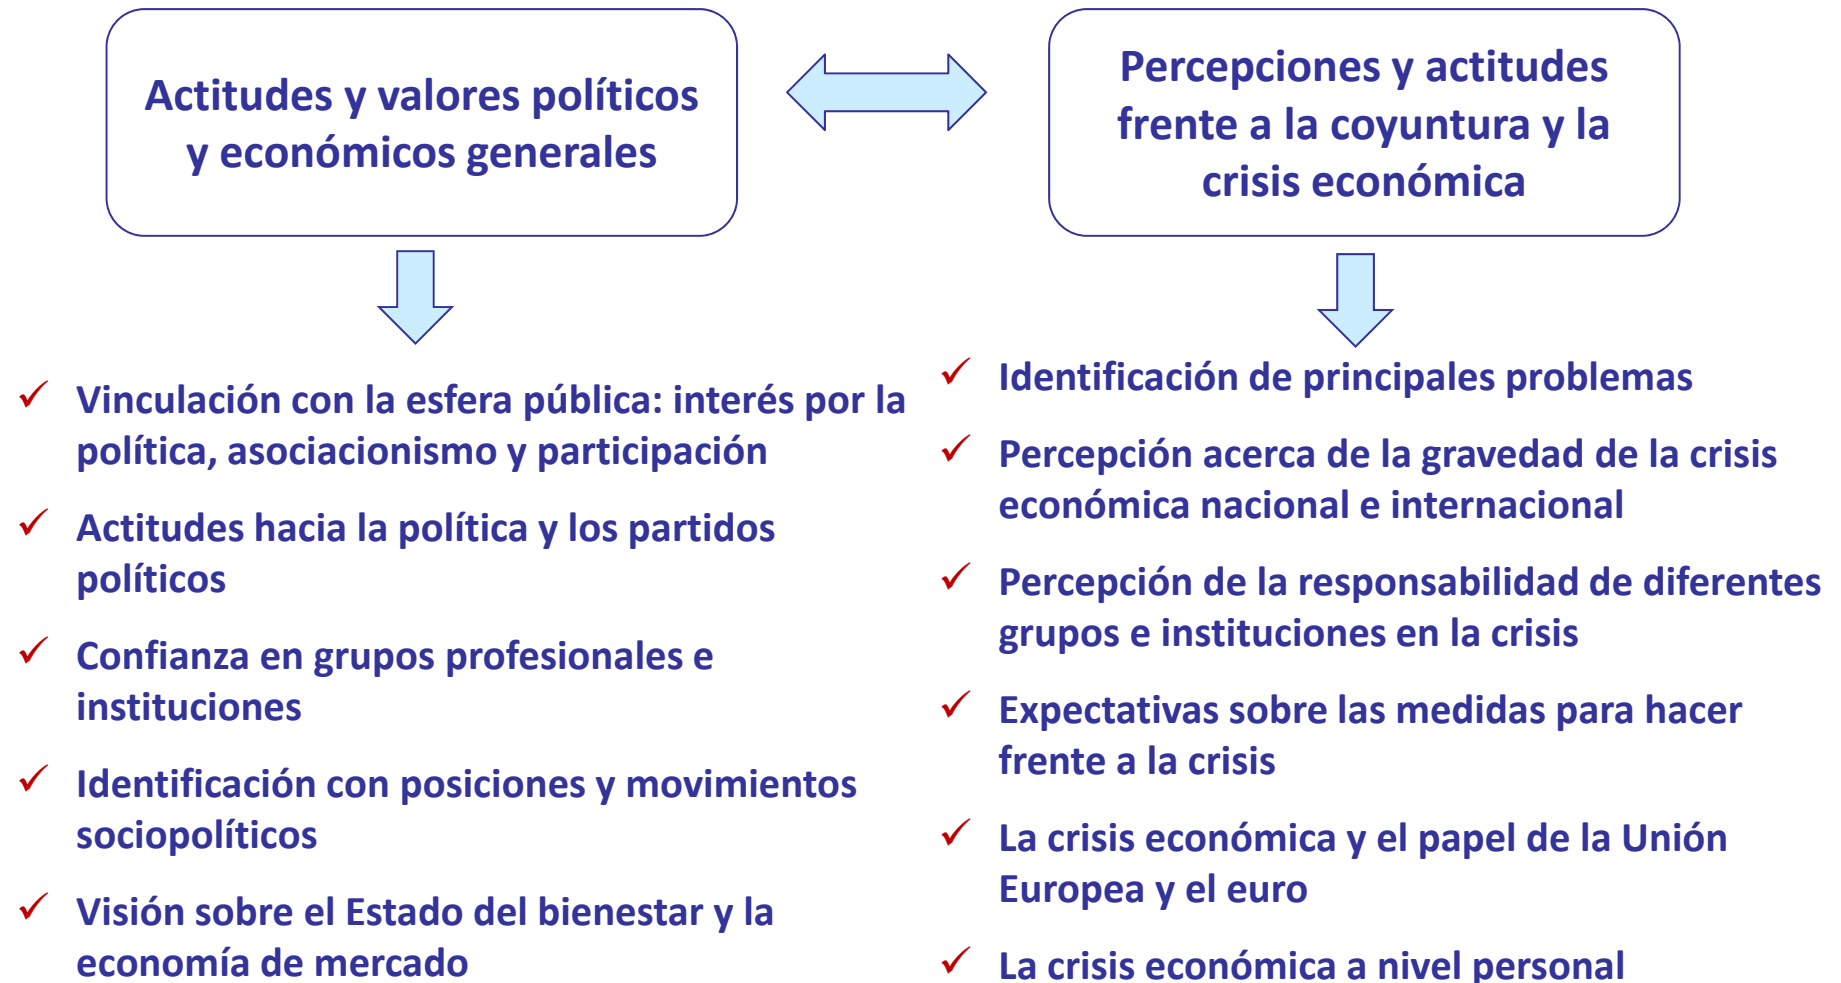 Actitudes y valores políticos
y económicos generales
Percepciones y actitudes
frente a la coyuntura y la
crisis económica
Vinculación con la esfera pública: interés por la
política, asociacionismo y participación
Actitudes hacia la política y los partidos
políticos
Confianza en grupos profesionales e
instituciones
Identificación con posiciones y movimientos
sociopolíticos
Visión sobre el Estado del bienestar y la
economía de mercado
Identificación de principales problemas
Percepción acerca de la gravedad de la crisis
económica nacional e internacional
Percepción de la responsabilidad de diferentes
grupos e instituciones en la crisis
Expectativas sobre las medidas para hacer
frente a la crisis
La crisis económica y el papel de la Unión
Europea y el euro
La crisis económica a nivel personal